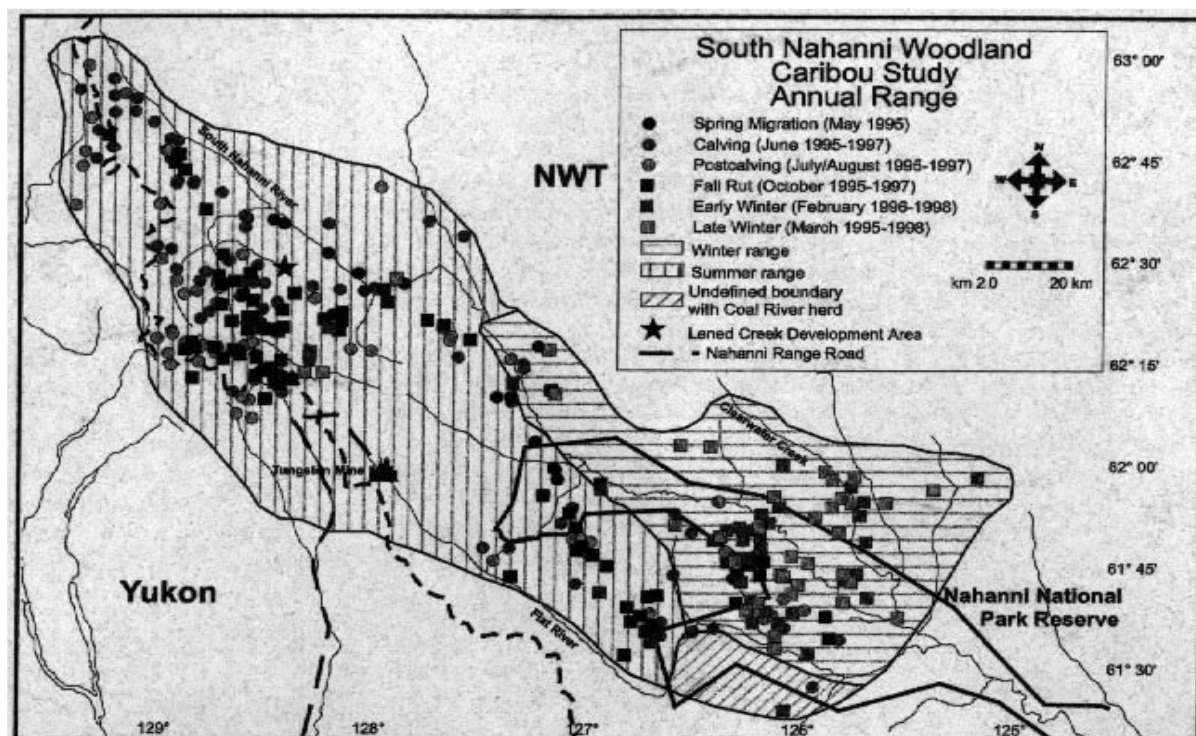 South Nahanni Woodland
Caribou Study
Annual Range
Spring Migration (May 1995)
Calving (June 1995-1997)
Postcalving (July/August 1995-1997)
Fall Rut (October 1995-1997)
Early Winter (February 1996-1998)
Late Winter (March 1995-1998)
Winter range
Summer range
Undefined boundary
with Coal River herd
Lened Creek Development Area
Nahanni Range Road
N
W E
S
km 2.0 20 km
63° 00'
62° 45'
62° 30'
62° 15'
62° 00'
61° 45'
61° 30'
NWT
South Nahanni River
Clearwater Creek
Tungsten Mine
Yukon
Flat River
Nahanni National
Park Reserve
129° 128° 127° 126° 125°